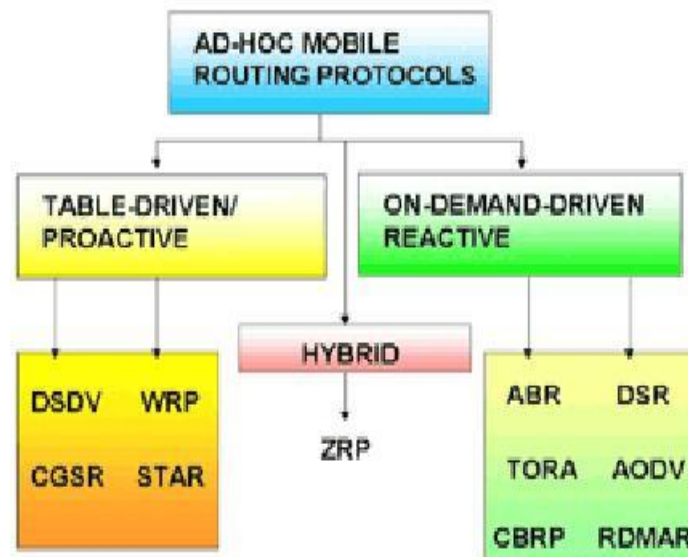 AD-HOC MOBILE
ROUTING PROTOCOLS
TABLE-DRIVEN/
PROACTIVE
ON-DEMAND-DRIVEN
REACTIVE
HYBRID
DSDV WRP
CGSR STAR
ZRP
ABR DSR
TORA AODV
CBRP RDMAR